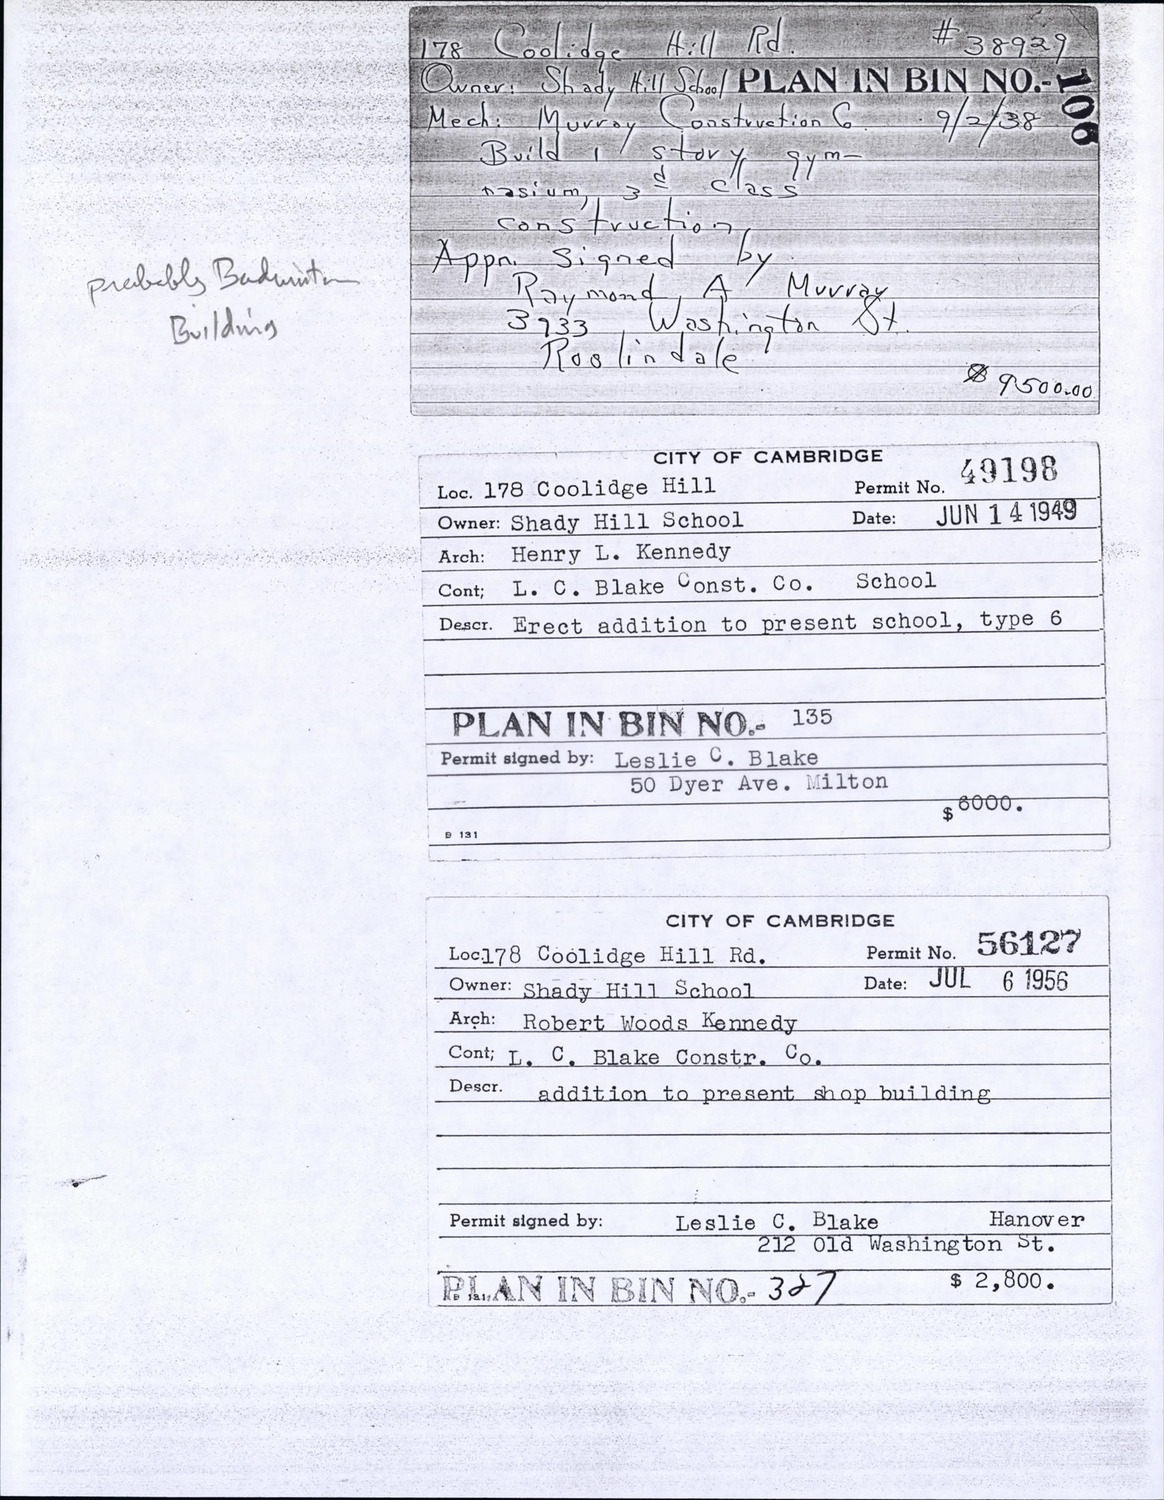 178 Coolidge Hill Rd. #38929
Owner: Shady Hill School PLAN IN BIN NO.- 106
Mech: Murray Construction Co 9/2/38
Build 1 story gym-
nasium, 3d class
construction,
Appn. Signed by
Raymond A Murray
3933 Washington St.
Roslindale
$ 9500.00
probably Badminton
Building
CITY OF CAMBRIDGE
Loc. 178 Coolidge Hill Permit No. 49198
Owner: Shady Hill School Date: JUN 14 1949
Arch: Henry L. Kennedy
Cont; L. C. Blake Const. Co. School
Descr. Erect addition to present school, type 6
PLAN IN BIN NO.- 135
Permit signed by: Leslie C. Blake
50 Dyer Ave. Milton
$ 6000.
B 131
CITY OF CAMBRIDGE
Loc178 Coolidge Hill Rd. Permit No. 56127
Owner: Shady Hill School Date: JUL 6 1956
Arch: Robert Woods Kennedy
Cont; L. C. Blake Constr. Co.
Descr. addition to present shop building
Permit signed by: Leslie C. Blake Hanover
212 Old Washington St.
PLAN IN BIN NO.- 327 $ 2,800.